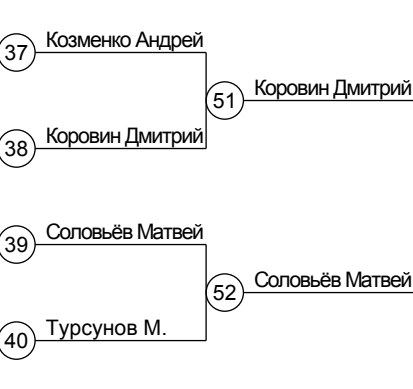 37 Козменко Андрей
51 Коровин Дмитрий
38 Коровин Дмитрий
39 Соловьёв Матвей
52 Соловьёв Матвей
40 Турсунов М.